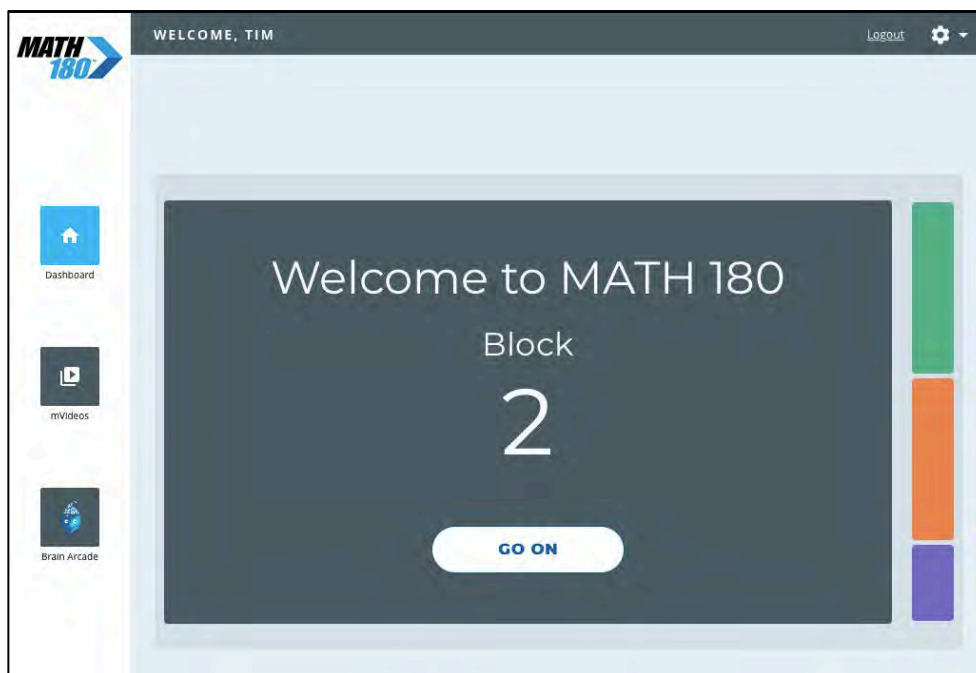 MATH
180
WELCOME, TIM
Logout
Dashboard
mVideos
Brain Arcade
Welcome to MATH 180
Block
2
GO ON